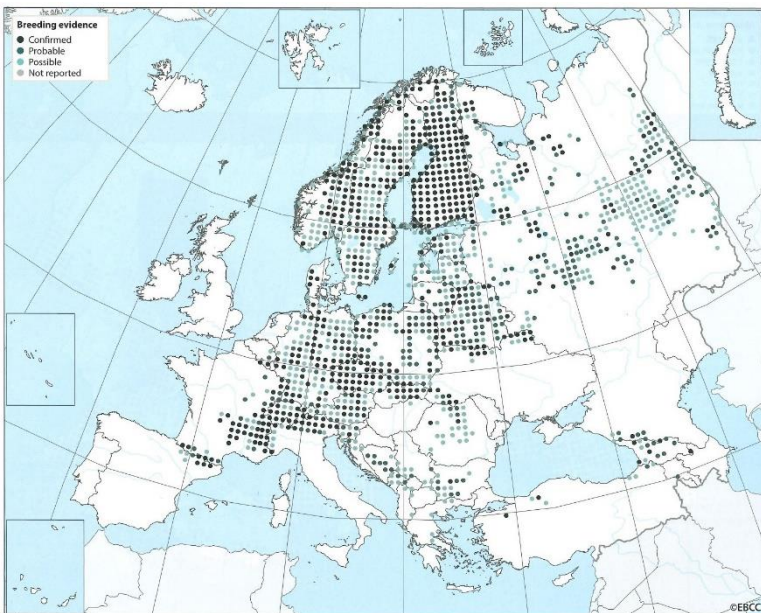 Breeding evidence
Confirmed
Probable
Possible
Not reported
©EBCC